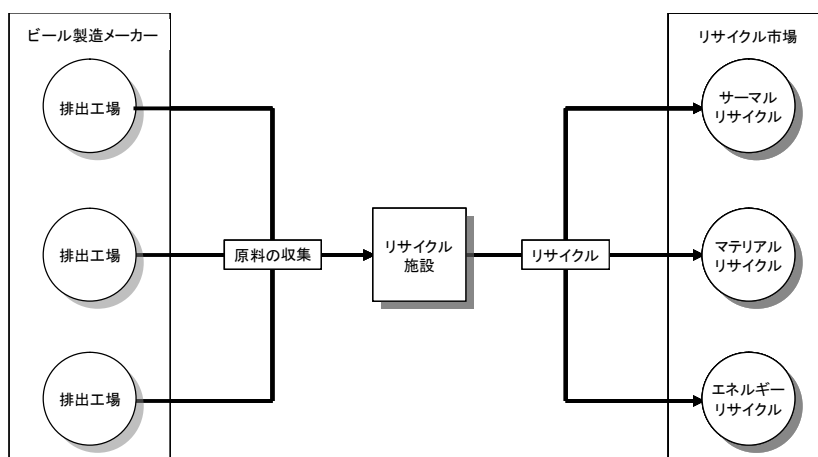 ビール製造メーカー
排出工場
排出工場
排出工場
原料の収集
リサイクル
施設
リサイクル
リサイクル市場
サーマル
リサイクル
マテリアル
リサイクル
エネルギー
リサイクル